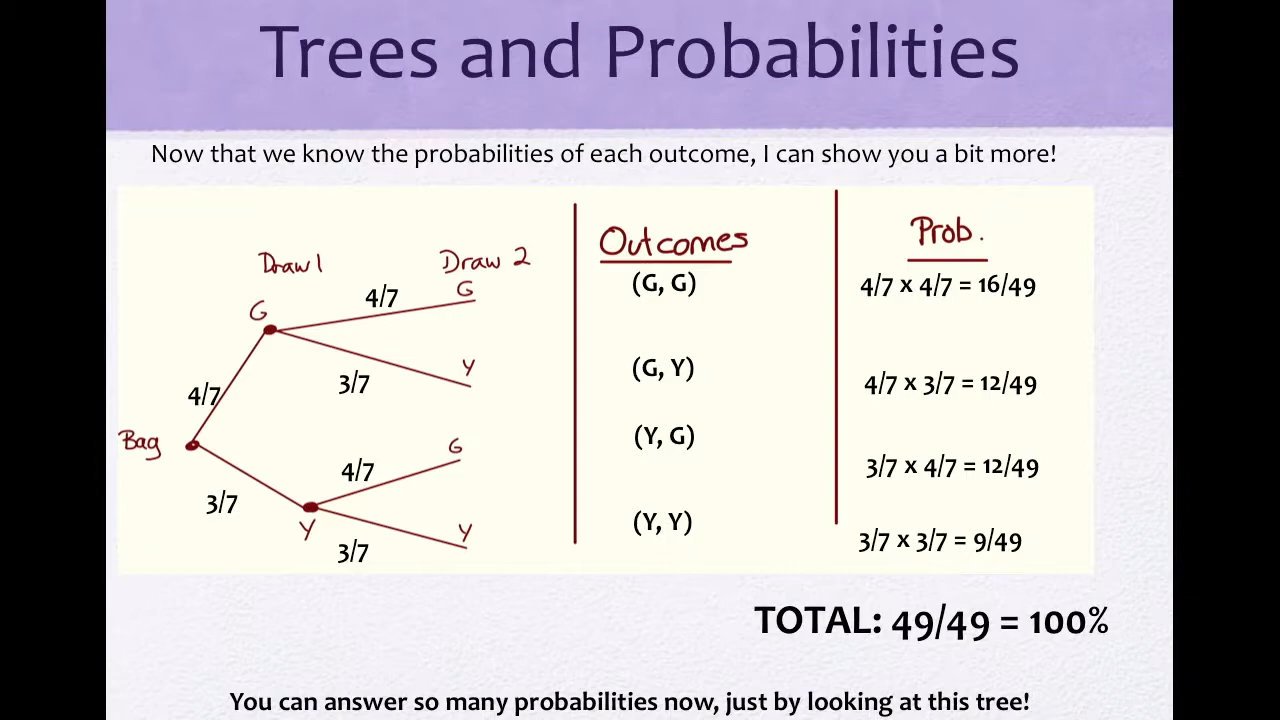 Trees and Probabilities
Now that we know the probabilities of each outcome, I can show you a bit more!
Draw 1
Draw 2
Outcomes
Prob.
G
4/7
G
(G, G)
4/7 x 4/7 = 16/49
4/7
3/7
Y
(G, Y)
4/7 x 3/7 = 12/49
Bag
3/7
Y
4/7
G
(Y, G)
3/7 x 4/7 = 12/49
3/7
Y
(Y, Y)
3/7 x 3/7 = 9/49
TOTAL: 49/49 = 100%
You can answer so many probabilities now, just by looking at this tree!